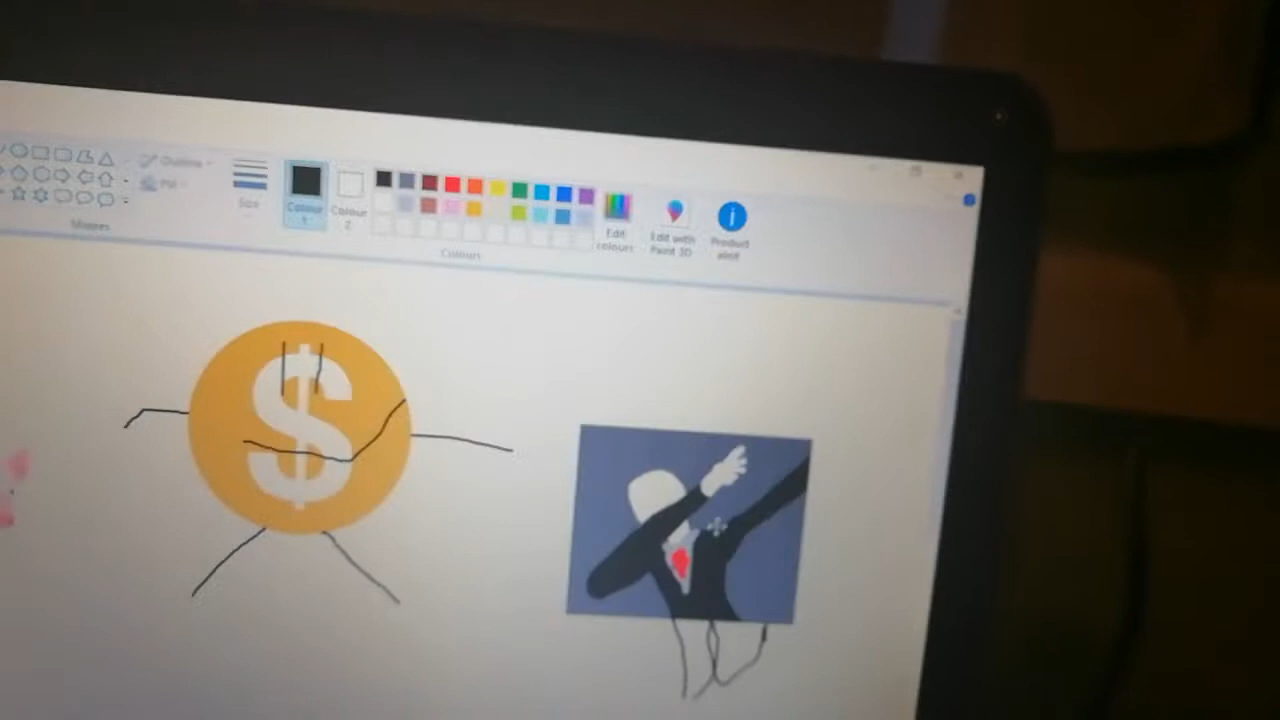 Outline
Fill
Shapes
Size
Colour
1
Colour
2
Colours
Edit
colours
Edit with
Paint 3D
Product
alert
$